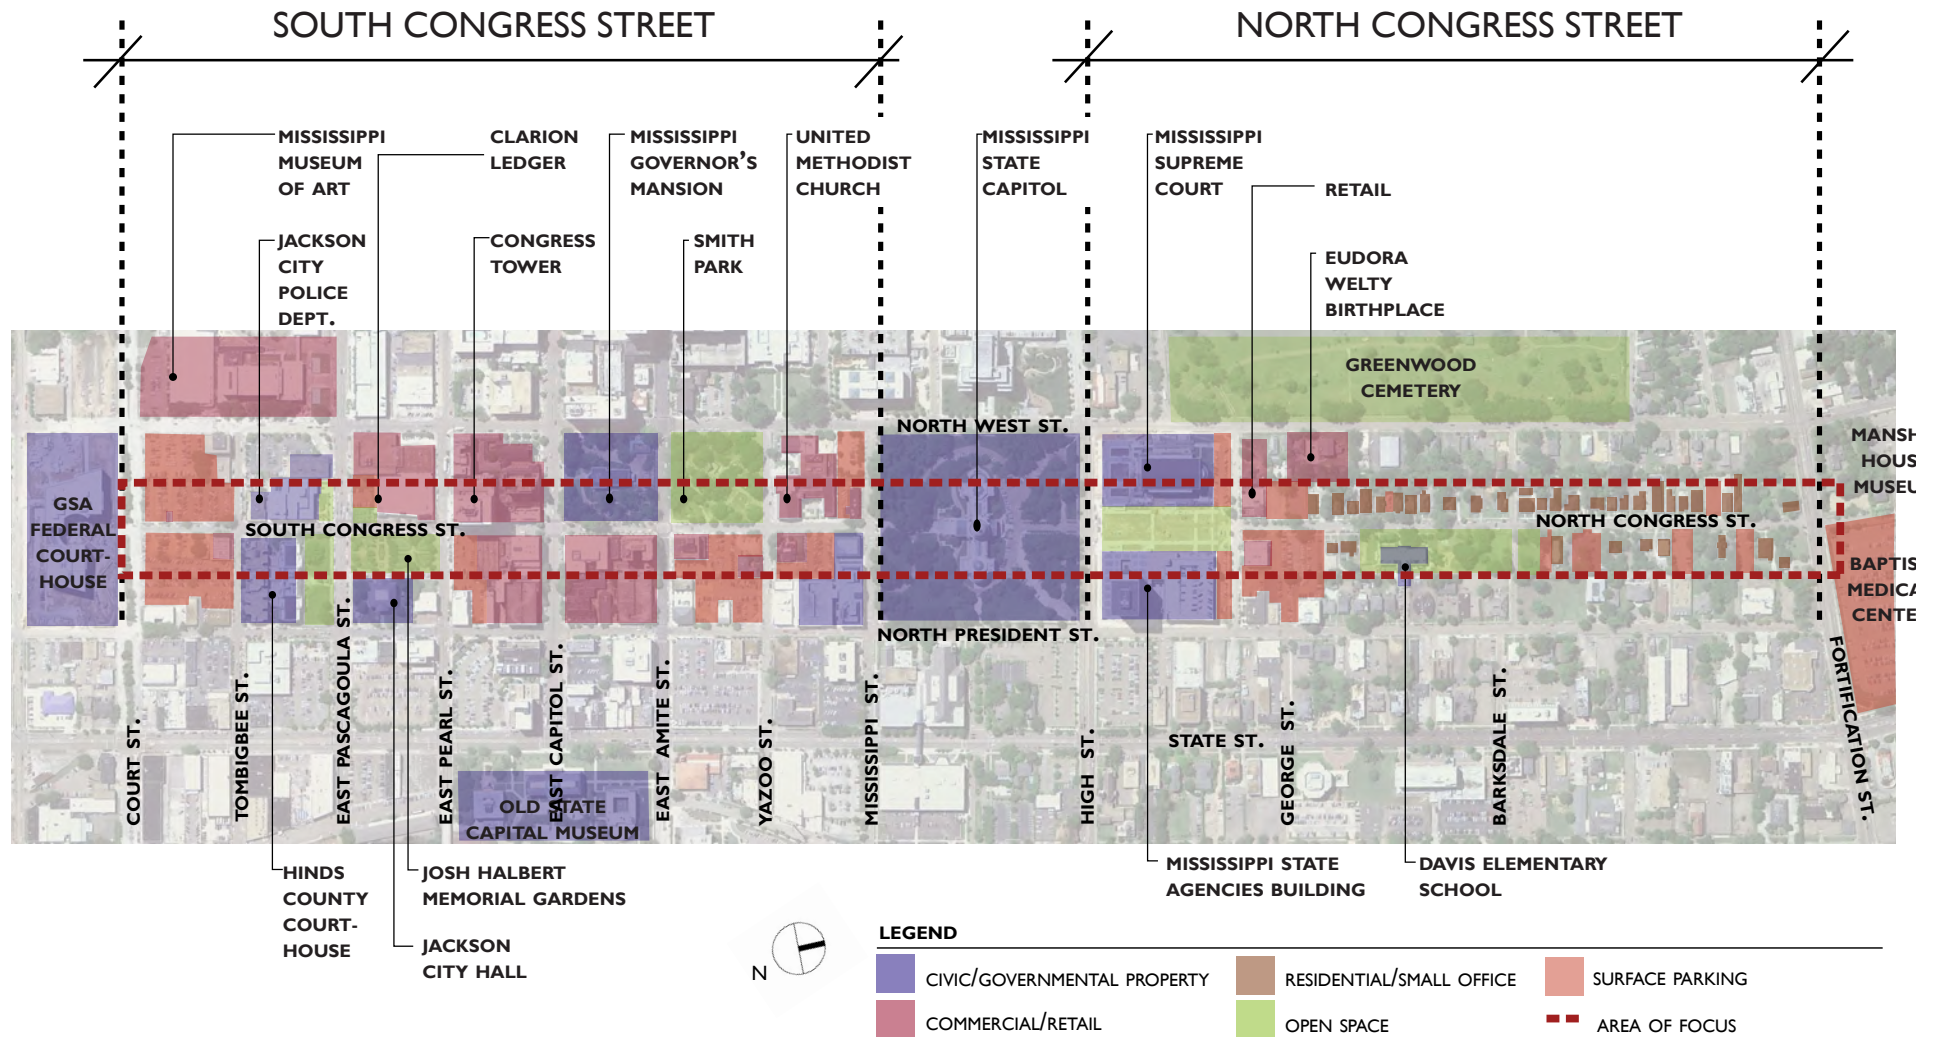 SOUTH CONGRESS STREET
NORTH CONGRESS STREET
MISSISSIPPI
MUSEUM
OF ART
CLARION
LEDGER
MISSISSIPPI
GOVERNOR'S
MANSION
UNITED
METHODIST
CHURCH
MISSISSIPPI
STATE
CAPITOL
MISSISSIPPI
SUPREME
COURT
RETAIL
JACKSON
CITY
POLICE
DEPT.
CONGRESS
TOWER
SMITH
PARK
EUDORA
WELTY
BIRTHPLACE
GREENWOOD
CEMETERY
NORTH WEST ST.
MANSH
HOUS
MUSEU
GSA
FEDERAL
COURT-
HOUSE
SOUTH CONGRESS ST.
NORTH CONGRESS ST.
BAPTIS
MEDICA
CENTE
NORTH PRESIDENT ST.
COURT ST.
TOMBIGBEE ST.
EAST PASCAGOULA ST.
EAST PEARL ST.
EAST CAPITOL ST.
EAST AMITE ST.
YAZOO ST.
MISSISSIPPI ST.
HIGH ST.
STATE ST.
GEORGE ST.
BARKSDALE ST.
FORTIFICATION ST.
OLD STATE
CAPITAL MUSEUM
HINDS
COUNTY
COURT-
HOUSE
JOSH HALBERT
MEMORIAL GARDENS
JACKSON
CITY HALL
MISSISSIPPI STATE
AGENCIES BUILDING
DAVIS ELEMENTARY
SCHOOL
N
LEGEND
CIVIC/GOVERNMENTAL PROPERTY
RESIDENTIAL/SMALL OFFICE
SURFACE PARKING
COMMERCIAL/RETAIL
OPEN SPACE
AREA OF FOCUS